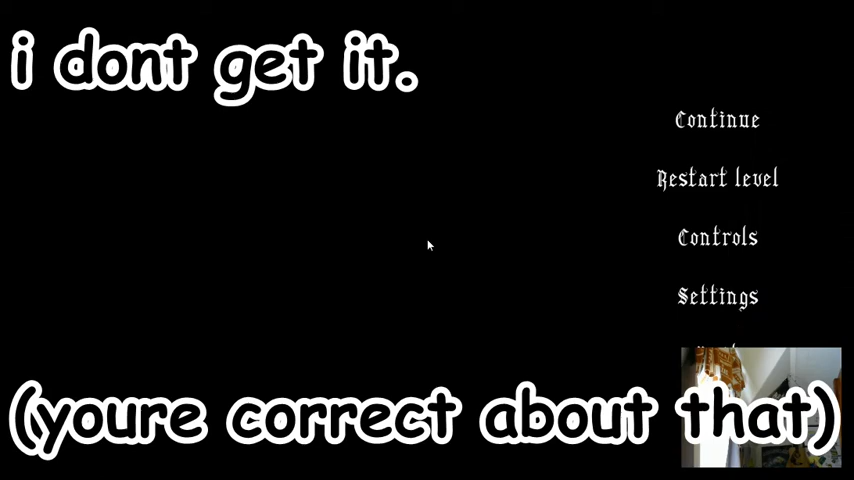 i dont get it.
Continue
Restart level
Controls
Settings
(youre correct about that)